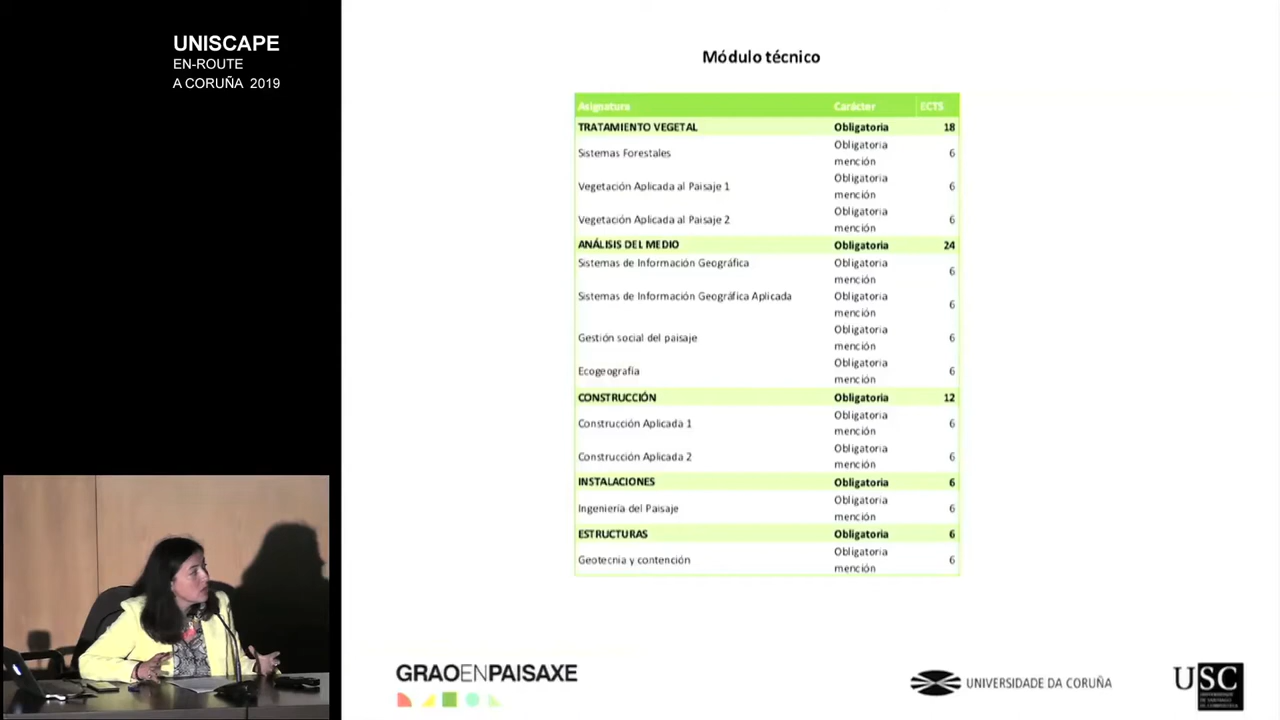 UNISCAPE
EN-ROUTE
A CORUÑA 2019
Módulo técnico
Asignatura Carácter ECTS
TRATAMIENTO VEGETAL Obligatoria 18
Sistemas Forestales Obligatoria mención 6
Vegetación Aplicada al Paisaje 1 Obligatoria mención 6
Vegetación Aplicada al Paisaje 2 Obligatoria mención 6
ANÁLISIS DEL MEDIO Obligatoria 24
Sistemas de Información Geográfica Obligatoria mención 6
Sistemas de Información Geográfica Aplicada Obligatoria mención 6
Gestión social del paisaje Obligatoria mención 6
Ecogeografía Obligatoria mención 6
CONSTRUCCIÓN Obligatoria 12
Construcción Aplicada 1 Obligatoria mención 6
Construcción Aplicada 2 Obligatoria mención 6
INSTALACIONES Obligatoria 6
Ingeniería del Paisaje Obligatoria mención 6
ESTRUCTURAS Obligatoria 6
Geotecnia y contención Obligatoria mención 6
GRAOENPAISAXE
UNIVERSIDADE DA CORUÑA
USC